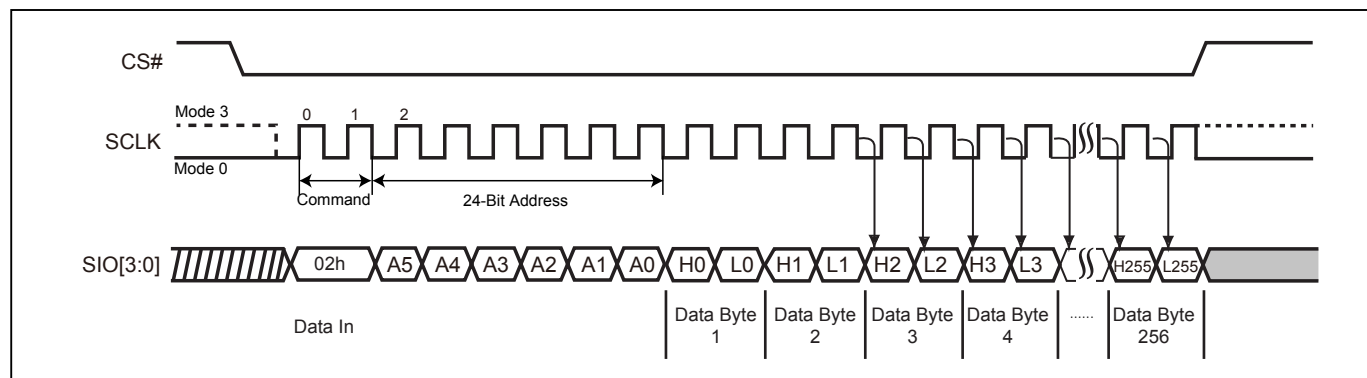 CS#
Mode 3
0 1 2
SCLK
Mode 0
Command
24-Bit Address
SIO[3:0]
02h A5 A4 A3 A2 A1 A0 H0 L0 H1 L1 H2 L2 H3 L3 H255 L255
Data In
Data Byte 1
Data Byte 2
Data Byte 3
Data Byte 4
......
Data Byte 256